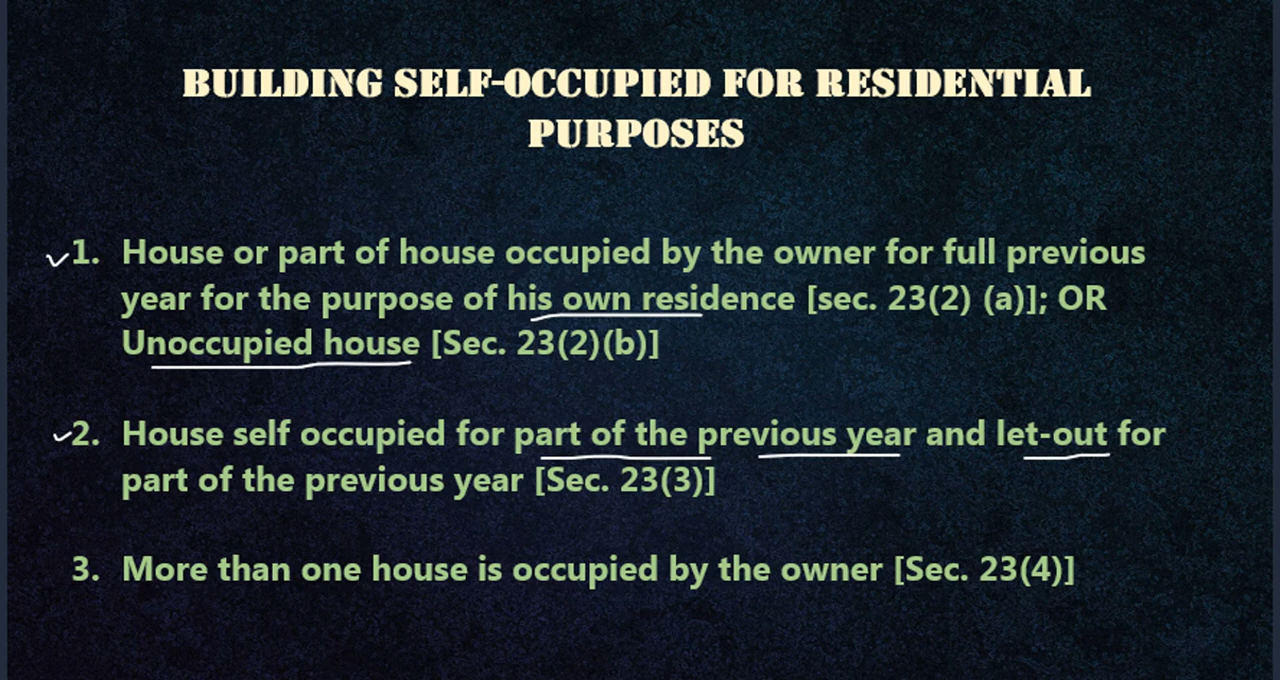 BUILDING SELF-OCCUPIED FOR RESIDENTIAL
PURPOSES
1. House or part of house occupied by the owner for full previous
year for the purpose of his own residence [sec. 23(2) (a)]; OR
Unoccupied house [Sec. 23(2)(b)]
2. House self occupied for part of the previous year and let-out for
part of the previous year [Sec. 23(3)]
3. More than one house is occupied by the owner [Sec. 23(4)]